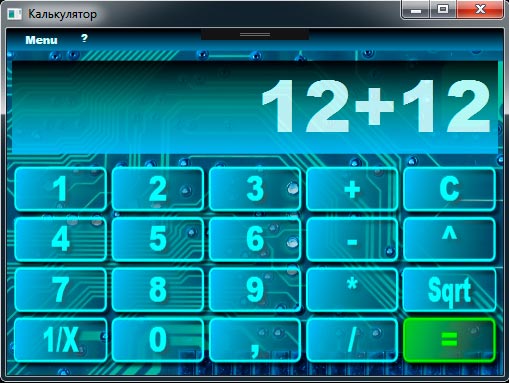 Калькулятор
Menu ?
12+12
1 2 3 + C
4 5 6 - ^
7 8 9 * Sqrt
1/X 0 , / =